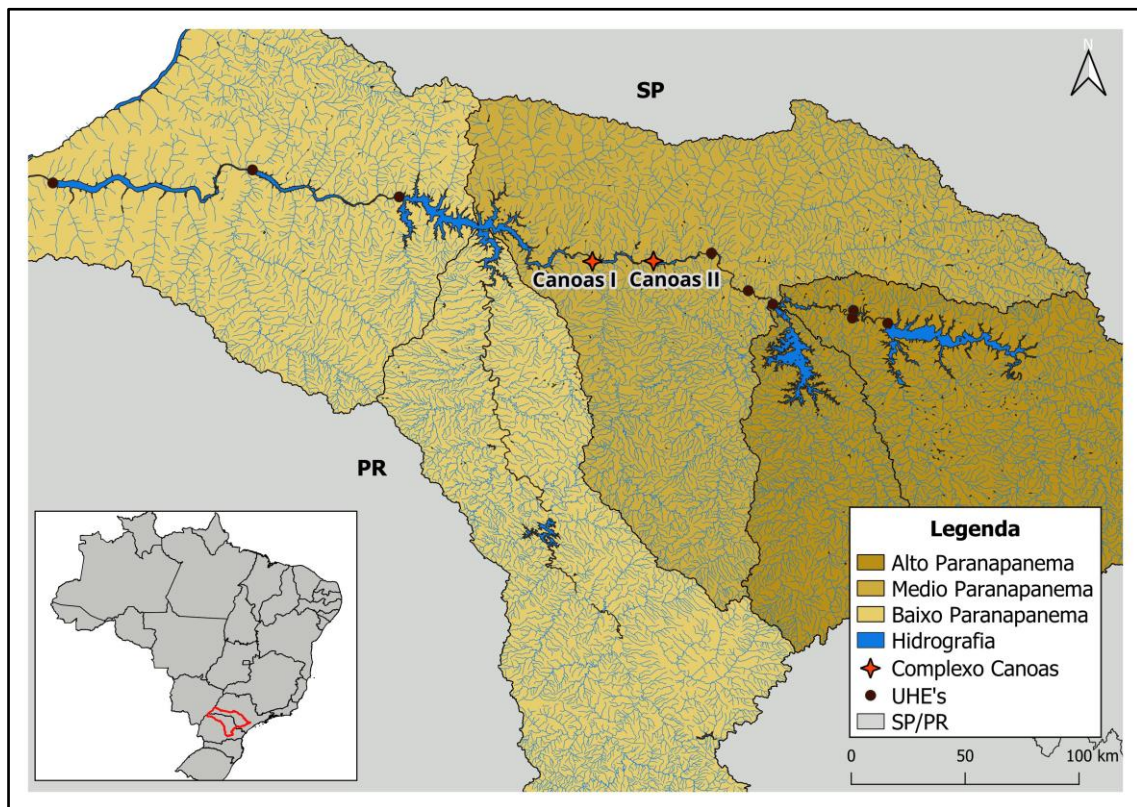 N
SP
Canoas I
Canoas II
PR
Legenda
Alto Paranapanema
Medio Paranapanema
Baixo Paranapanema
Hidrografia
Complexo Canoas
UHE's
SP/PR
0 50 100 km